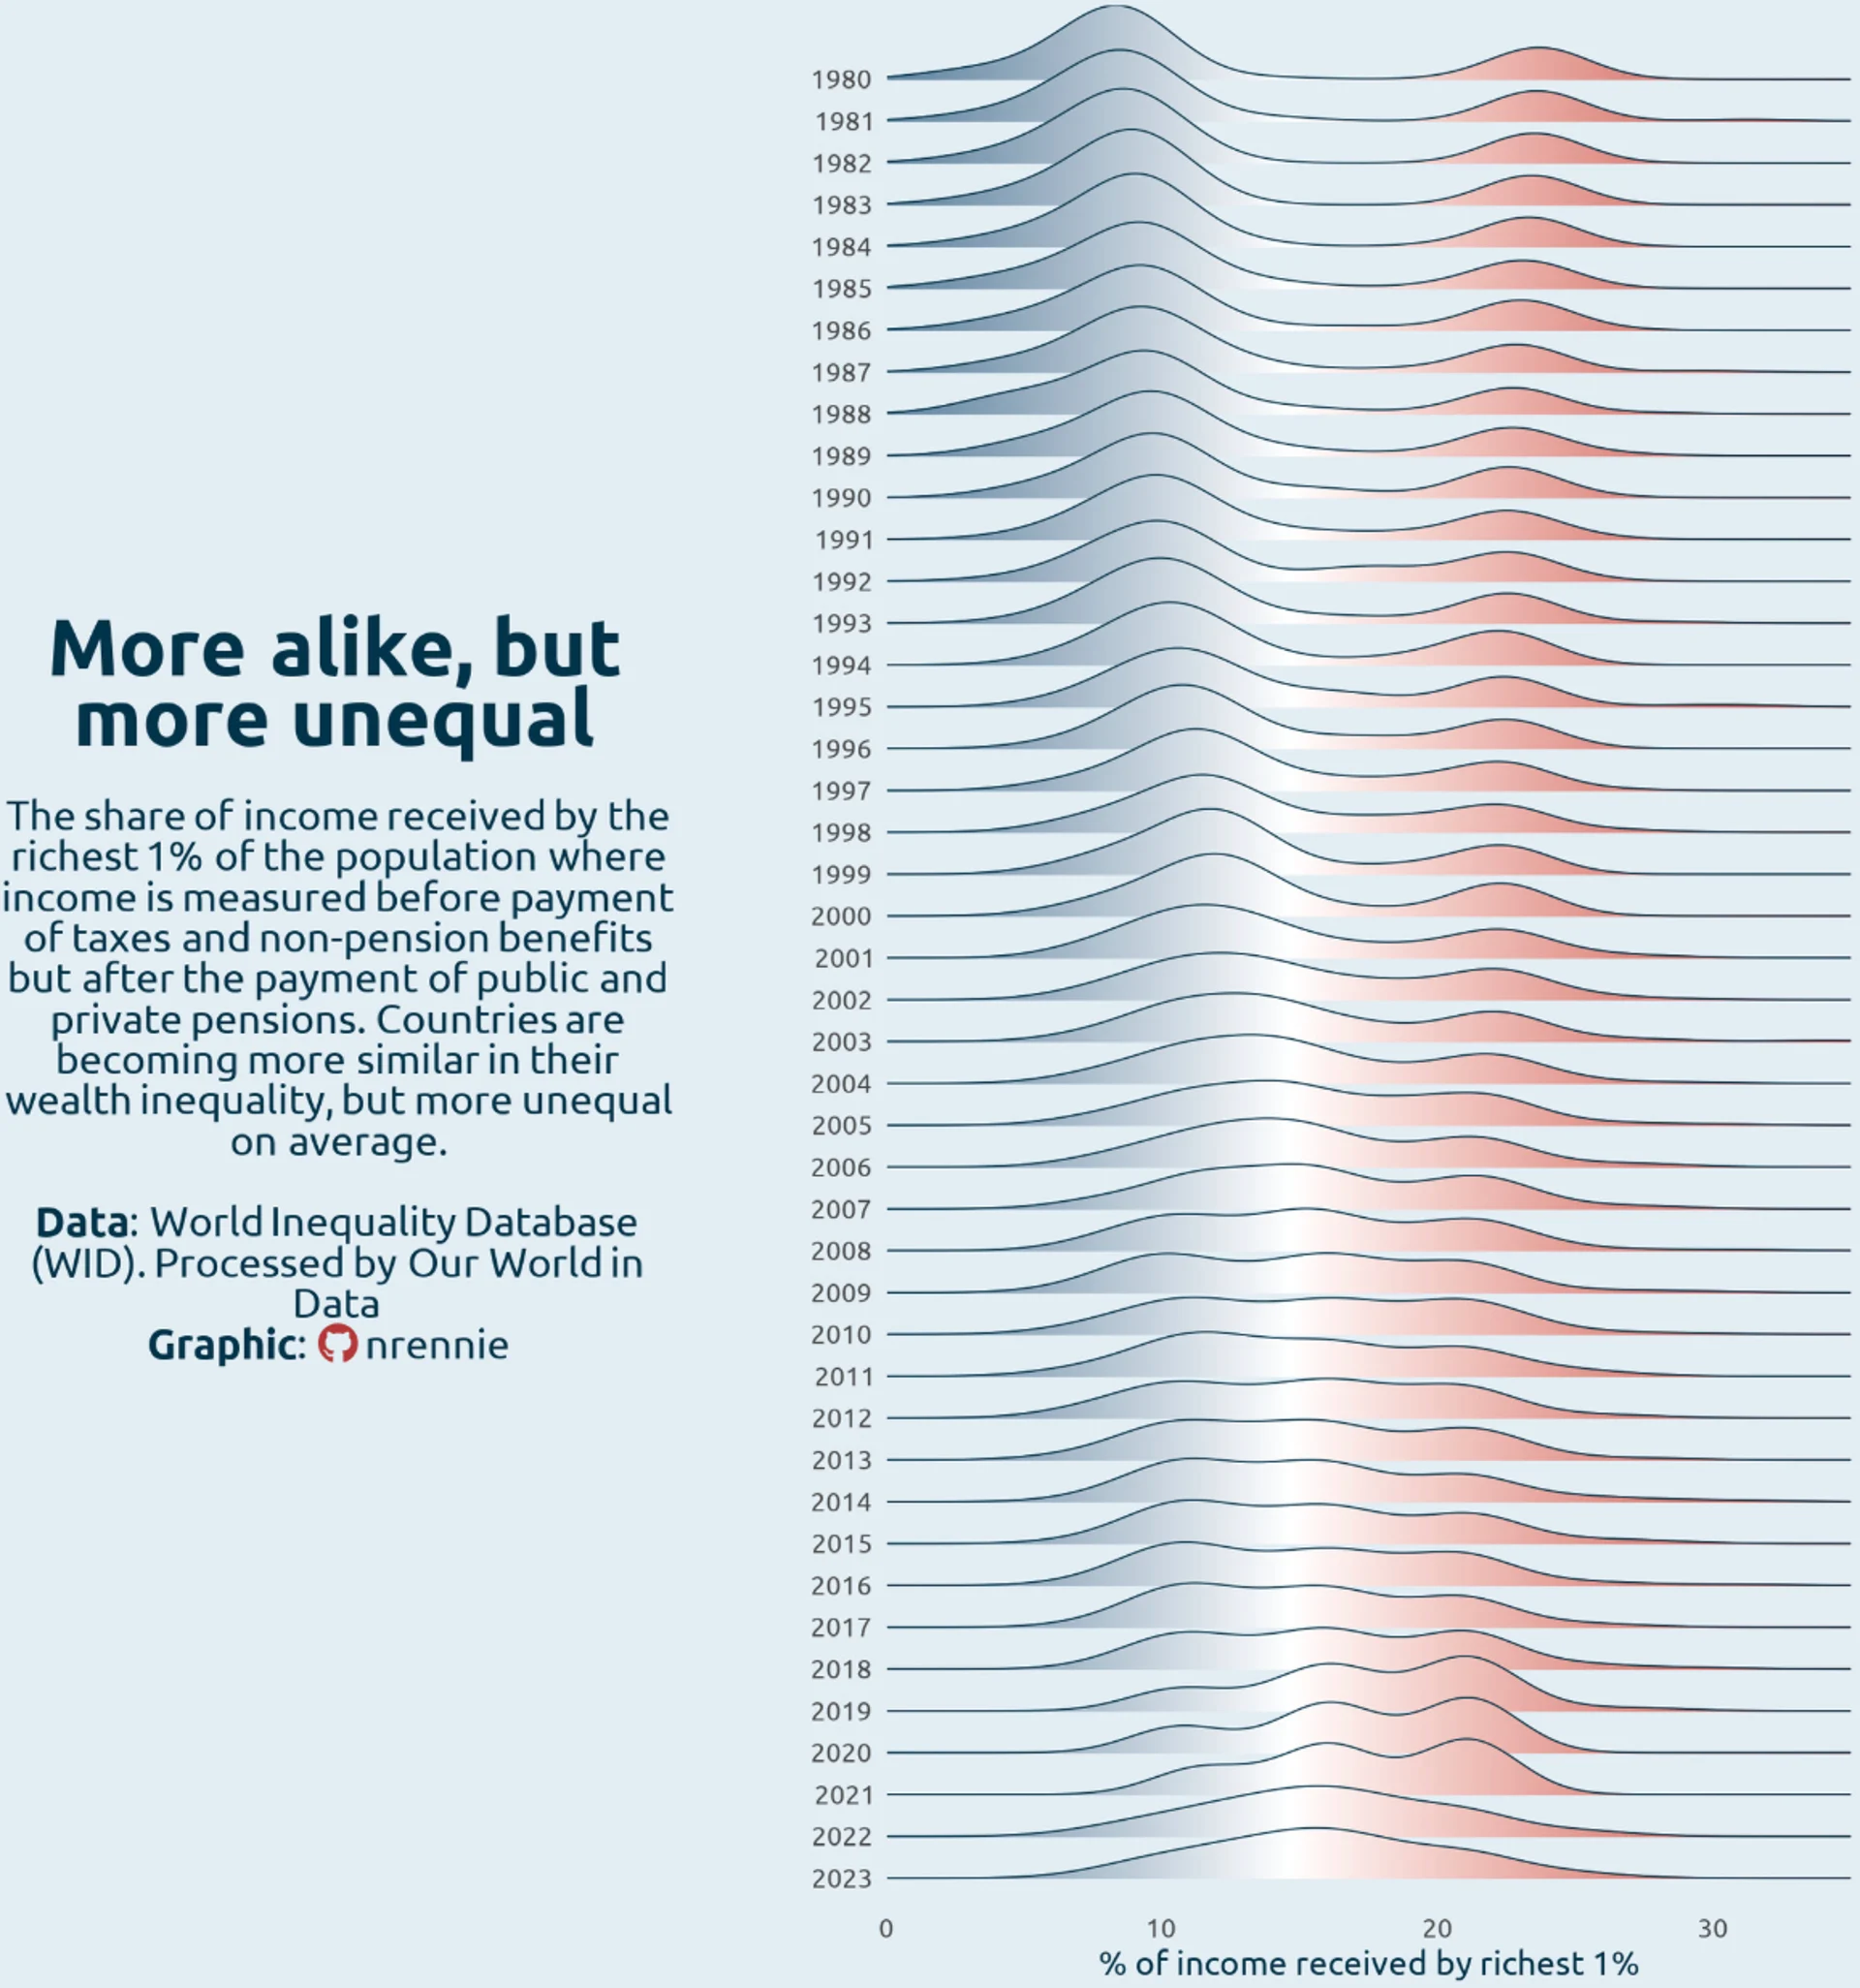 More alike, but
more unequal
The share of income received by the
richest 1% of the population where
income is measured before payment
of taxes and non-pension benefits
but after the payment of public and
private pensions. Countries are
becoming more similar in their
wealth inequality, but more unequal
on average.
Data: World Inequality Database
(WID). Processed by Our World in
Data
Graphic: nrennie
1980
1981
1982
1983
1984
1985
1986
1987
1988
1989
1990
1991
1992
1993
1994
1995
1996
1997
1998
1999
2000
2001
2002
2003
2004
2005
2006
2007
2008
2009
2010
2011
2012
2013
2014
2015
2016
2017
2018
2019
2020
2021
2022
2023
0 10 20 30
% of income received by richest 1%